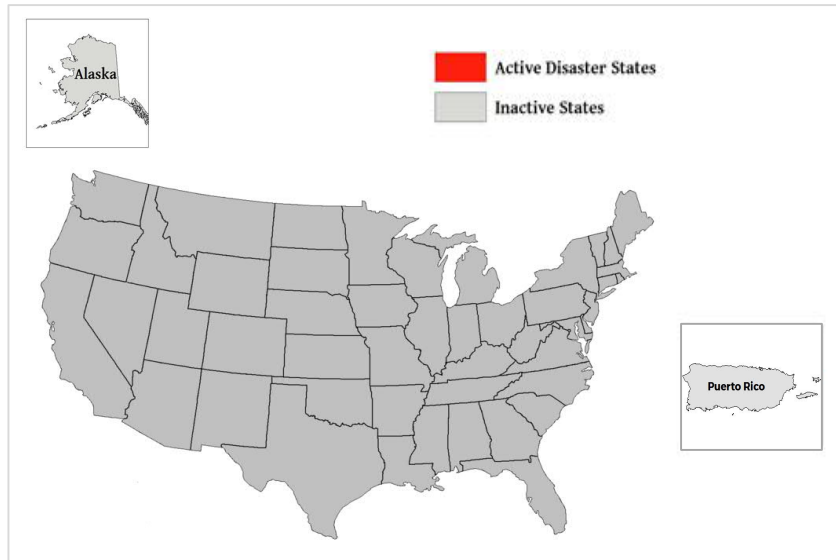 Alaska
Active Disaster States
Inactive States
Puerto Rico